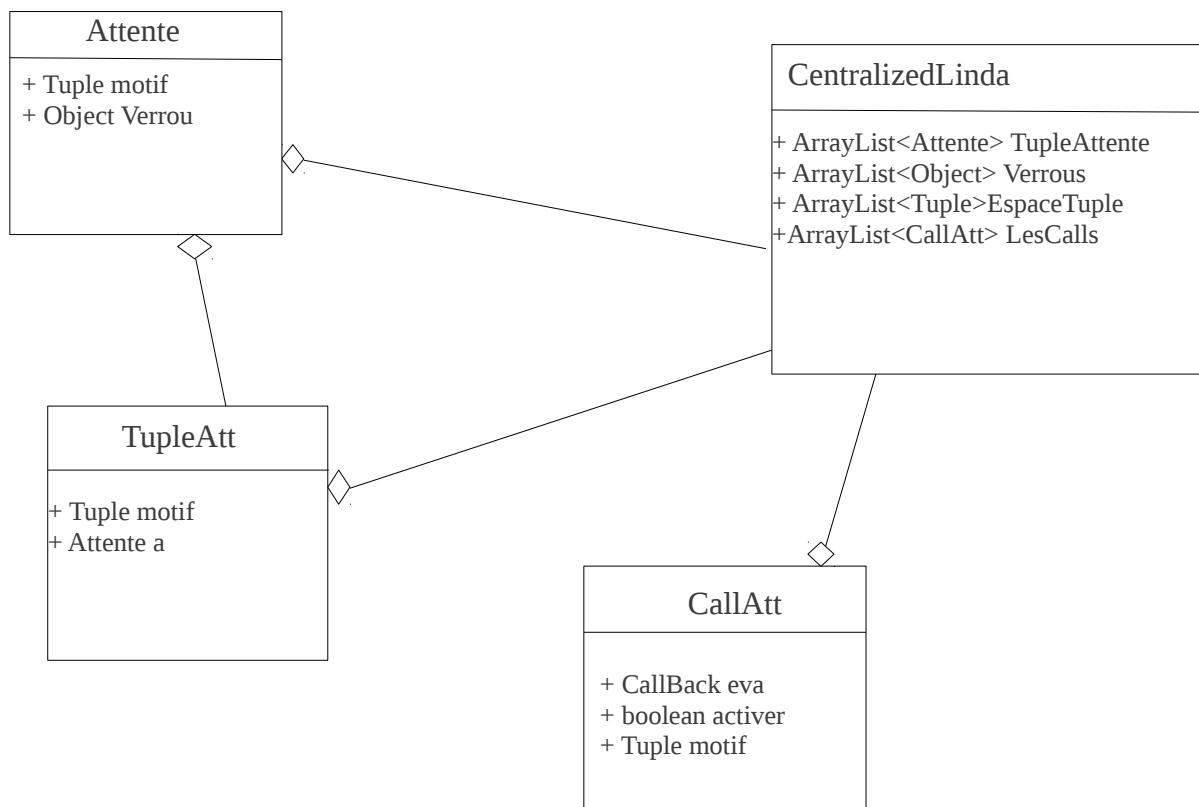 Attente
+ Tuple motif
+ Object Verrou
CentralizedLinda
+ ArrayList<Attente> TupleAttente
+ ArrayList<Object> Verrous
+ ArrayList<Tuple>EspaceTuple
+ArrayList<CallAtt> LesCalls
TupleAtt
+ Tuple motif
+ Attente a
CallAtt
+ CallBack eva
+ boolean activer
+ Tuple motif